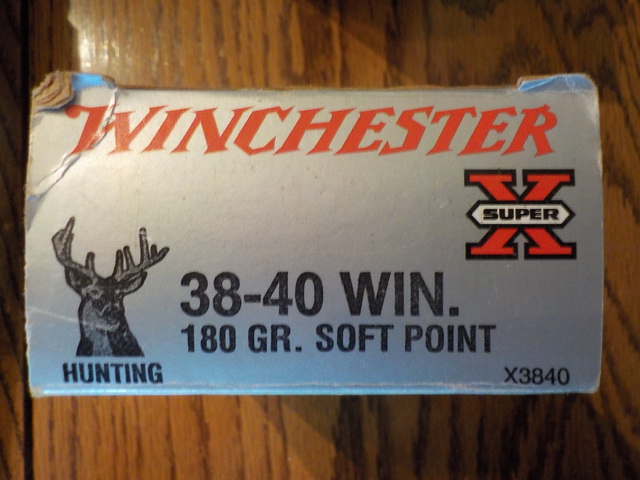 WINCHESTER
SUPER X
38-40 WIN.
180 GR. SOFT POINT
HUNTING
X3840